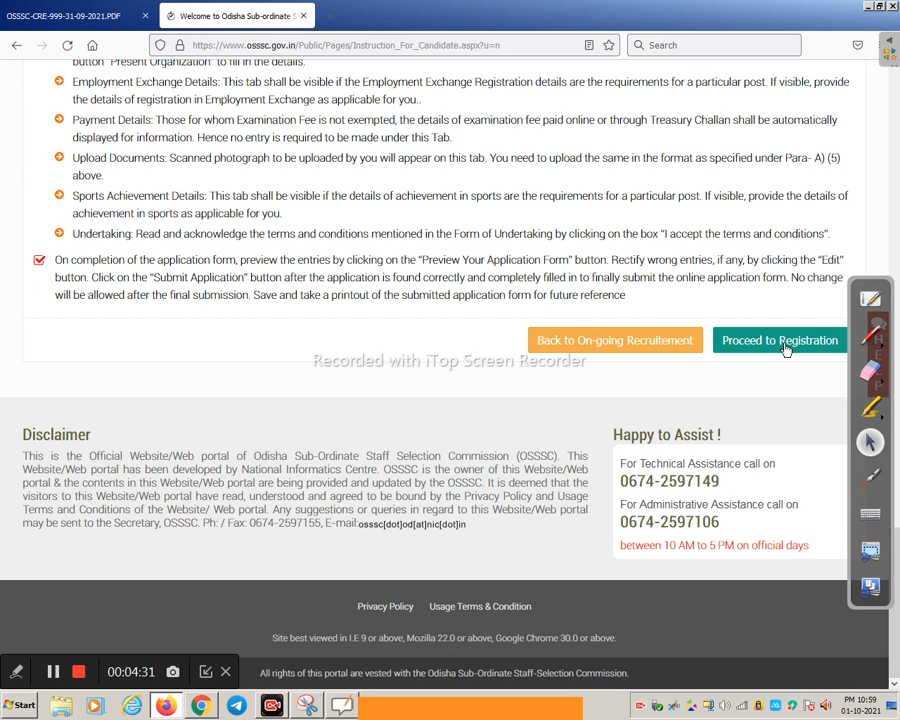 OSSSC-CRE-999-31-09-2021.PDF
Welcome to Odisha Sub-ordinate S
https://www.osssc.gov.in/Public/Pages/Instruction_For_Candidate.aspx?u=n
Search
button "Present Organization" to fill in the details.
Employment Exchange Details: This tab shall be visible if the Employment Exchange Registration details are the requirements for a particular post. If visible, provide
the details of registration in Employment Exchange as applicable for you..
Payment Details: Those for whom Examination Fee is not exempted, the details of examination fee paid online or through Treasury Challan shall be automatically
displayed for information. Hence no entry is required to be made under this Tab.
Upload Documents: Scanned photograph to be uploaded by you will appear on this tab. You need to upload the same in the format as specified under Para- A) (5)
above.
Sports Achievement Details: This tab shall be visible if the details of achievement in sports are the requirements for a particular post. If visible, provide the details of
achievement in sports as applicable for you.
Undertaking: Read and acknowledge the terms and conditions mentioned in the Form of Undertaking by clicking on the box "I accept the terms and conditions".
On completion of the application form, preview the entries by clicking on the "Preview Your Application Form" button. Rectify wrong entries, if any, by clicking the "Edit"
button. Click on the "Submit Application" button after the application is found correctly and completely filled in to finally submit the online application form. No change
will be allowed after the final submission. Save and take a printout of the submitted application form for future reference
Back to On-going Recruitement
Proceed to Registration
Recorded with iTop Screen Recorder
HELP
Disclaimer
This is the Official Website/Web portal of Odisha Sub-Ordinate Staff Selection Commission (OSSSC). This
Website/Web portal has been developed by National Informatics Centre. OSSSC is the owner of this Website/Web
portal & the contents in this Website/Web portal are being provided and updated by the OSSSC. It is deemed that the
visitors to this Website/Web portal have read, understood and agreed to be bound by the Privacy Policy and Usage
Terms and Conditions of the Website/ Web portal. Any suggestions or queries in regard to this Website/Web portal
may be sent to the Secretary, OSSSC. Ph: / Fax: 0674-2597155, E-mail:osssc[dot]od[at]nic[dot]in
Happy to Assist !
For Technical Assistance call on
0674-2597149
For Administrative Assistance call on
0674-2597106
between 10 AM to 5 PM on official days
Privacy Policy Usage Terms & Condition
Site best viewed in I.E 9 or above, Mozilla 22.0 or above, Google Chrome 30.0 or above.
All rights of this portal are vested with the Odisha Sub-Ordinate Staff-Selection Commission.
00:04:31
Start
PM 10:59
01-10-2021